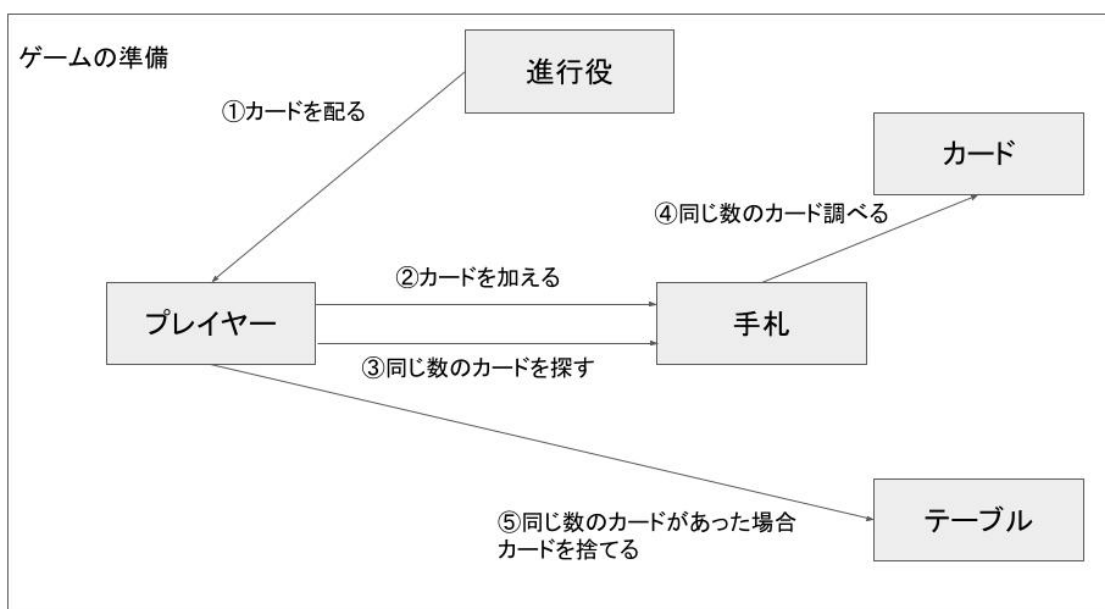 ゲームの準備
進行役
①カードを配る
カード
④同じ数のカード調べる
②カードを加える
プレイヤー
手札
③同じ数のカードを探す
テーブル
⑤同じ数のカードがあった場合
カードを捨てる